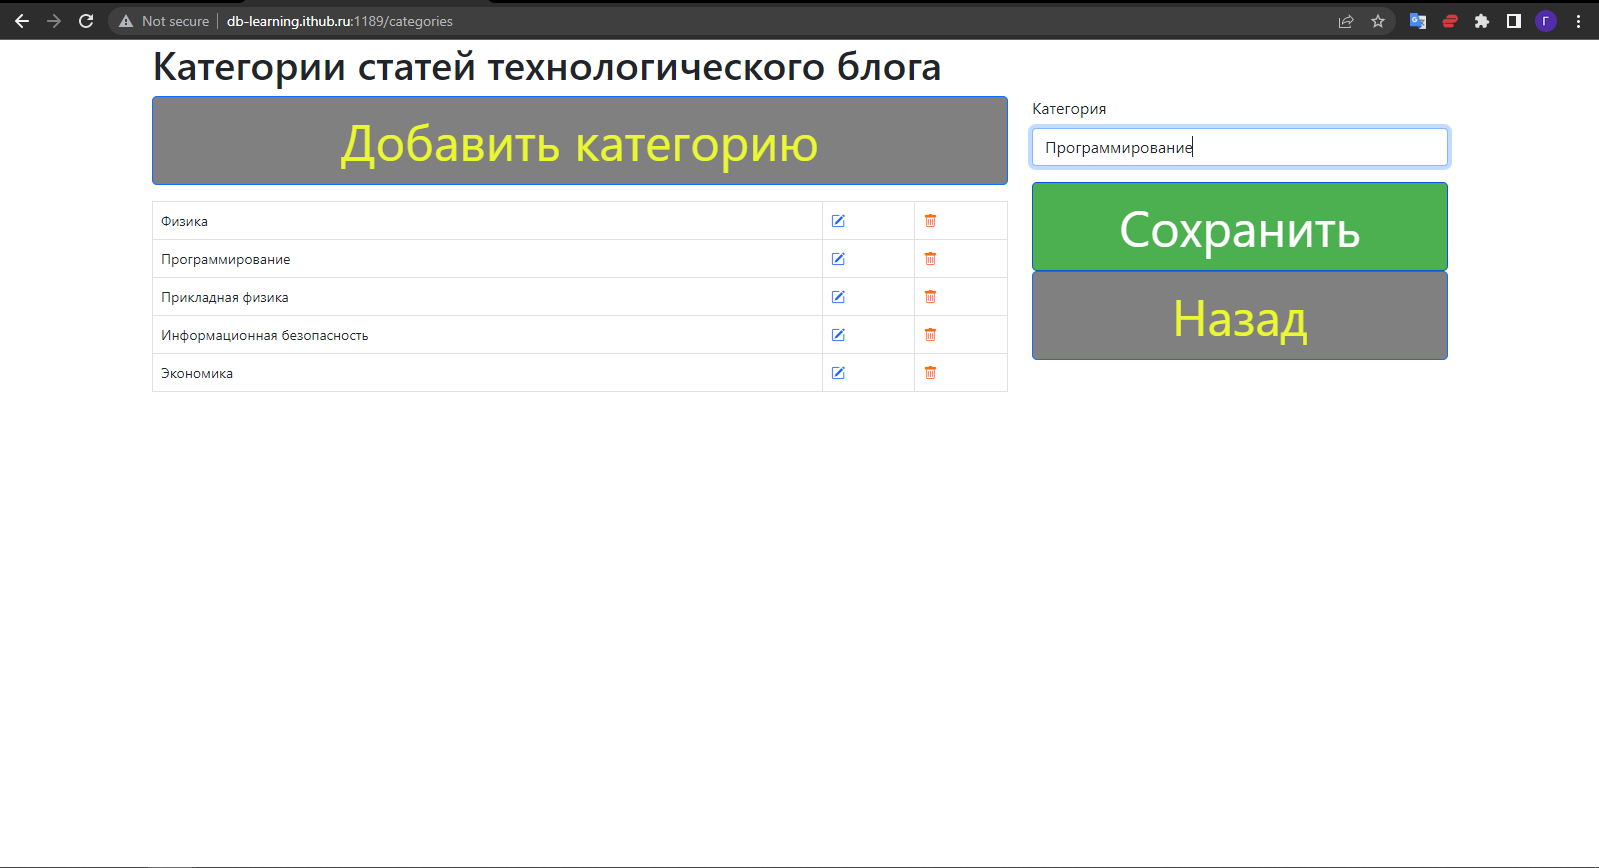 Not secure
db-learning.ithub.ru:1189/categories
Г
Категории статей технологического блога
Добавить категорию
Физика
Программирование
Прикладная физика
Информационная безопасность
Экономика
Категория
Программирование
Сохранить
Назад